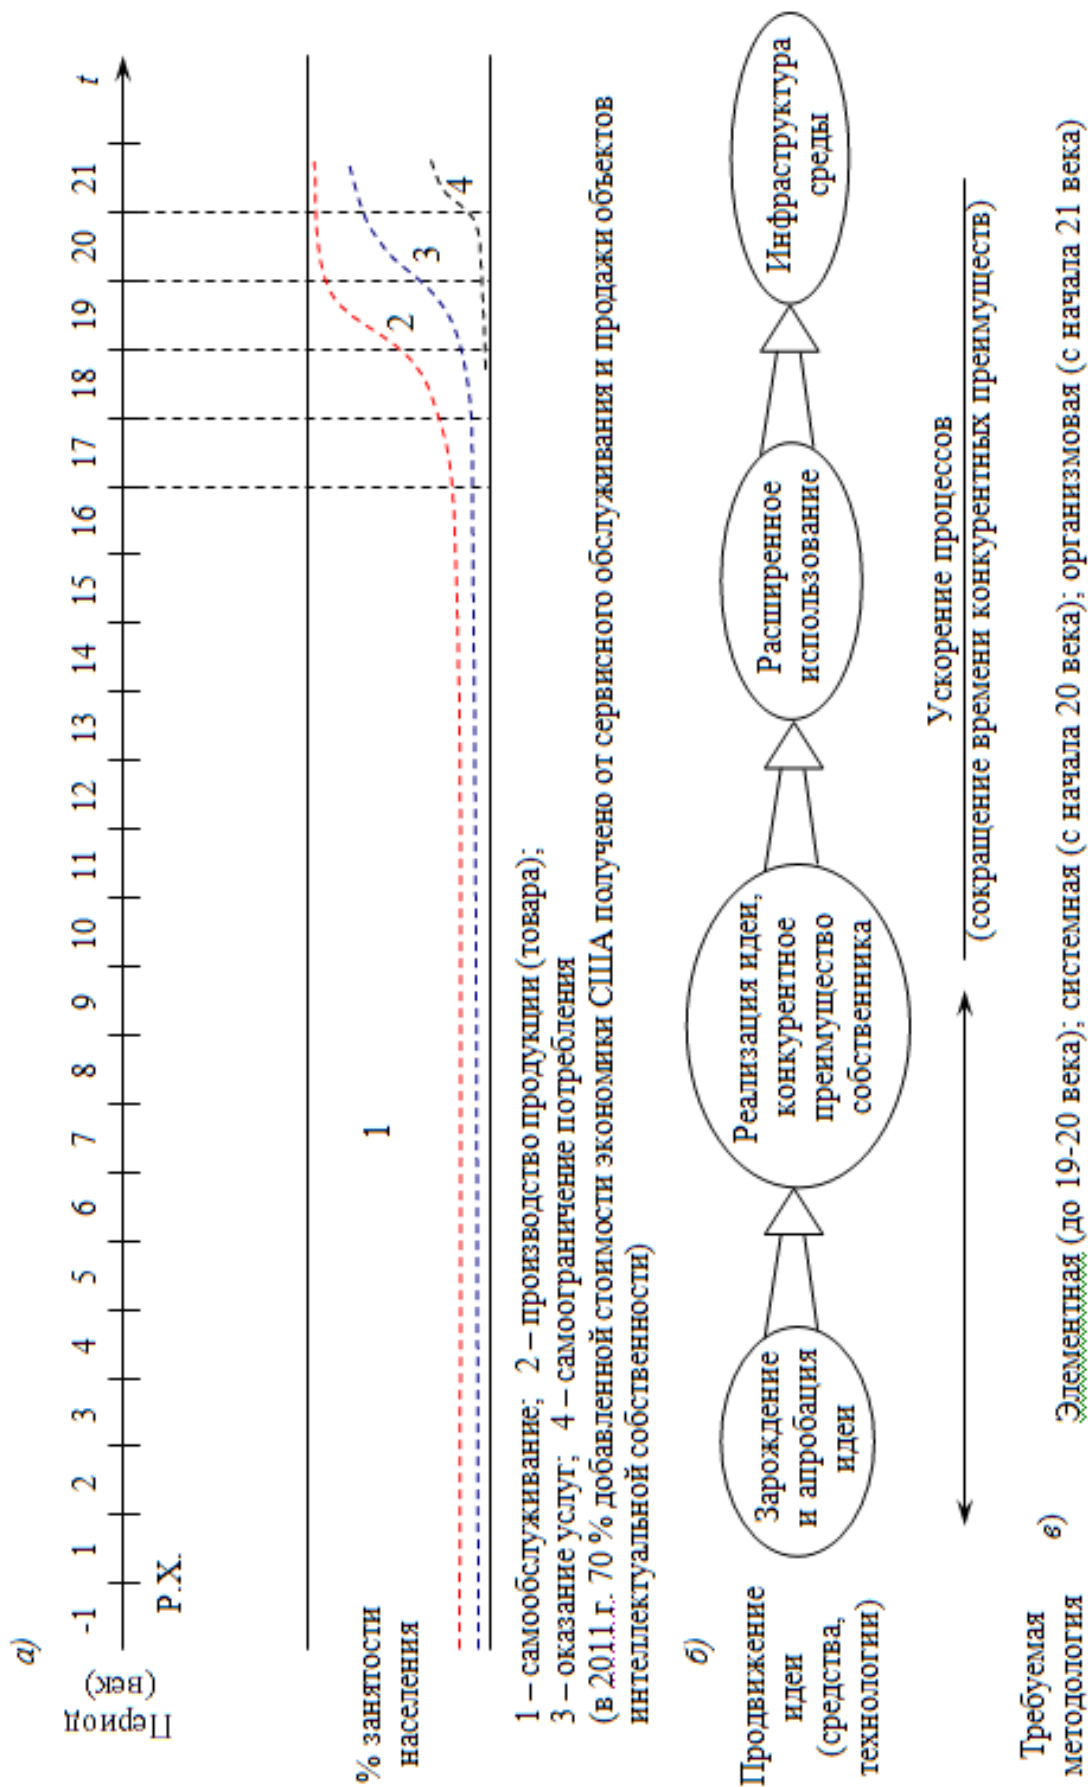 а)
Период
(век)
-1 1 2 3 4 5 6 7 8 9 10 11 12 13 14 15 16 17 18 19 20 21 t
Р.Х.
% занятости
населения
1
2
3
4
1 – самообслуживание; 2 – производство продукции (товара);
3 – оказание услуг; 4 – самоограничение потребления
(в 2011 г. 70 % добавленной стоимости экономики США получено от сервисного обслуживания и продажи объектов
интеллектуальной собственности)
б)
Продвижение
идеи
(средства,
технологии)
Зарождение
и апробация
идеи
Реализация идеи,
конкурентное
преимущество
собственника
Расширенное
использование
Инфраструктура
среды
Ускорение процессов
(сокращение времени конкурентных преимуществ)
в)
Требуемая
методология
Элементная (до 19-20 века); системная (с начала 20 века); организмовая (с начала 21 века)